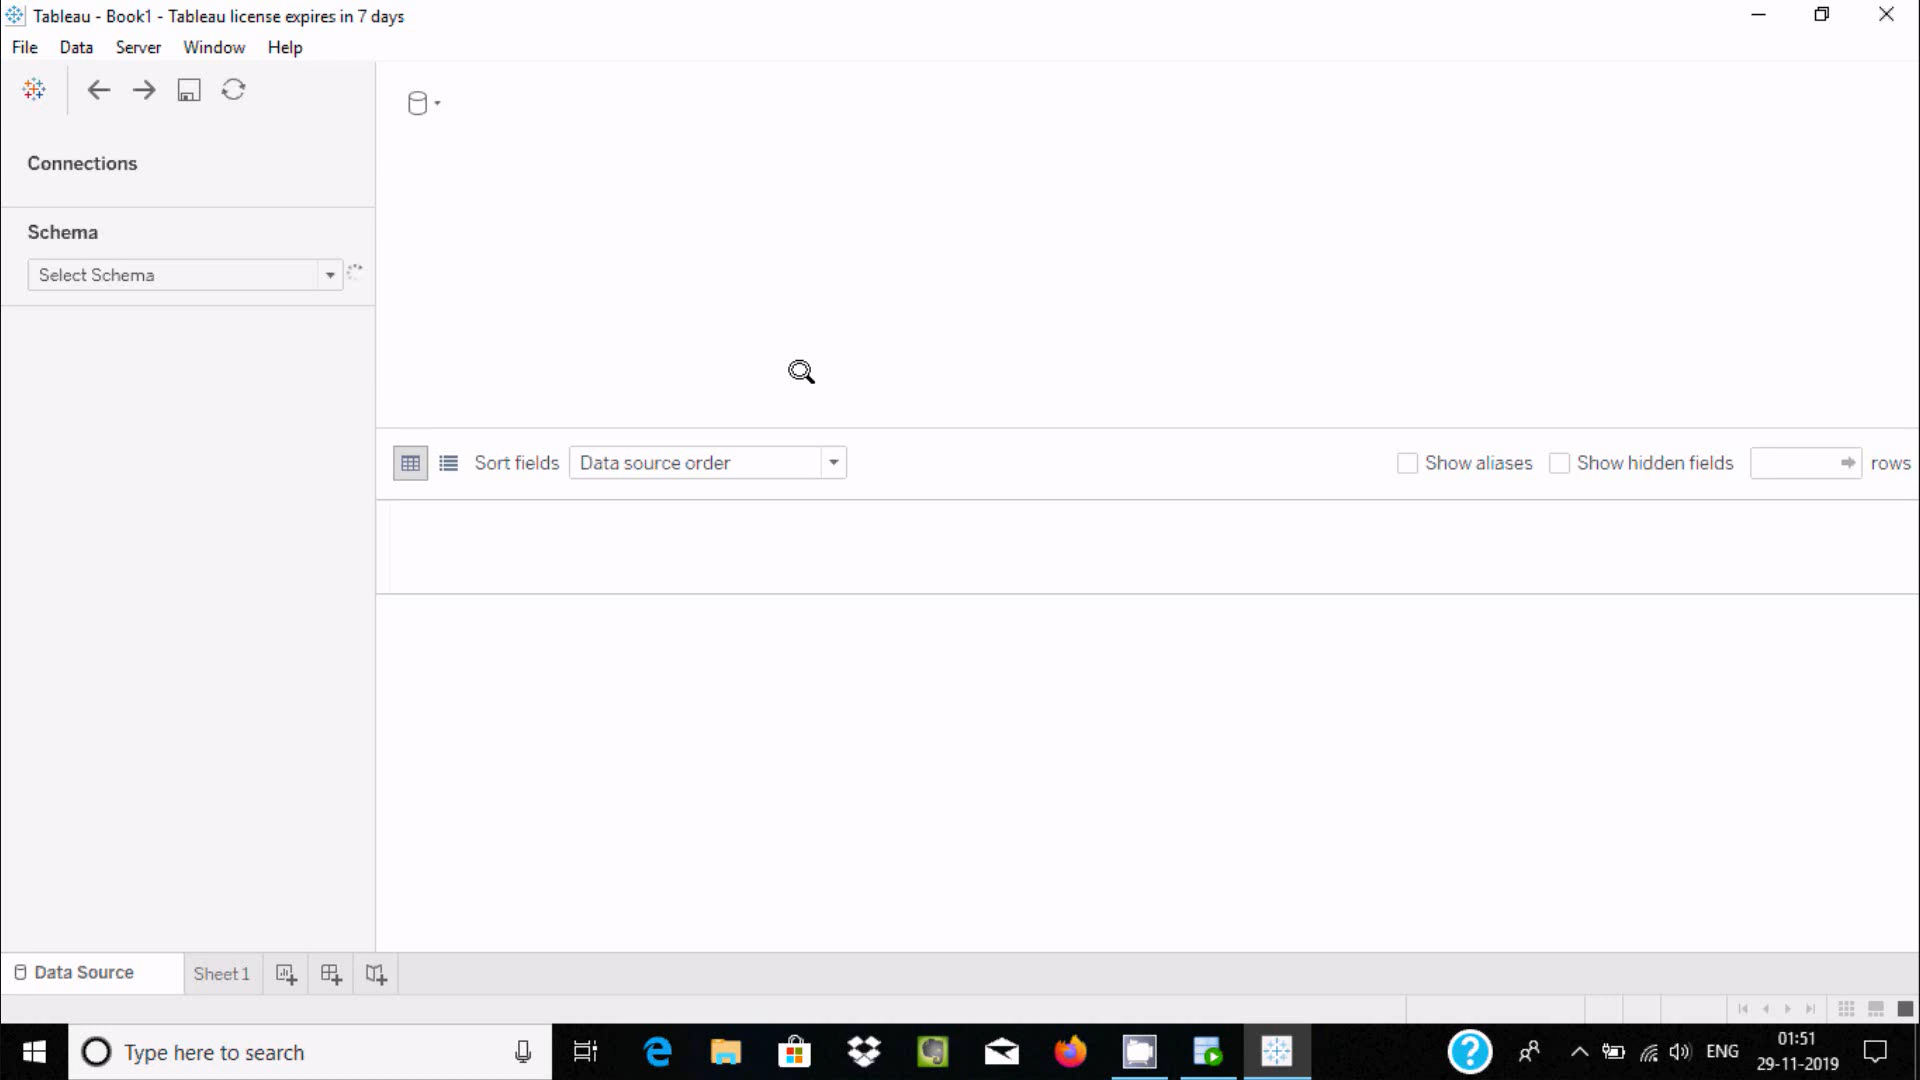 Tableau - Book1 - Tableau license expires in 7 days
File Data Server Window Help
Connections
Schema
Select Schema
Sort fields Data source order Show aliases Show hidden fields rows
Data Source Sheet 1
Type here to search ENG 01:51
29-11-2019